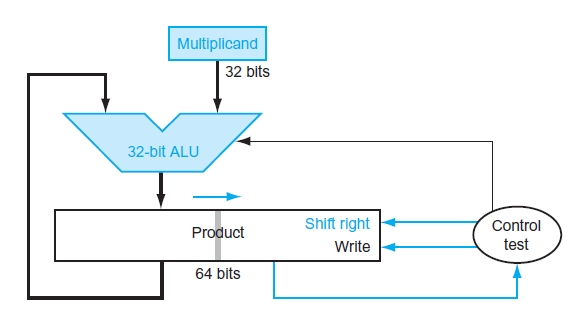 Multiplicand
32 bits
32-bit ALU
Product
Shift right
Write
64 bits
Control
test